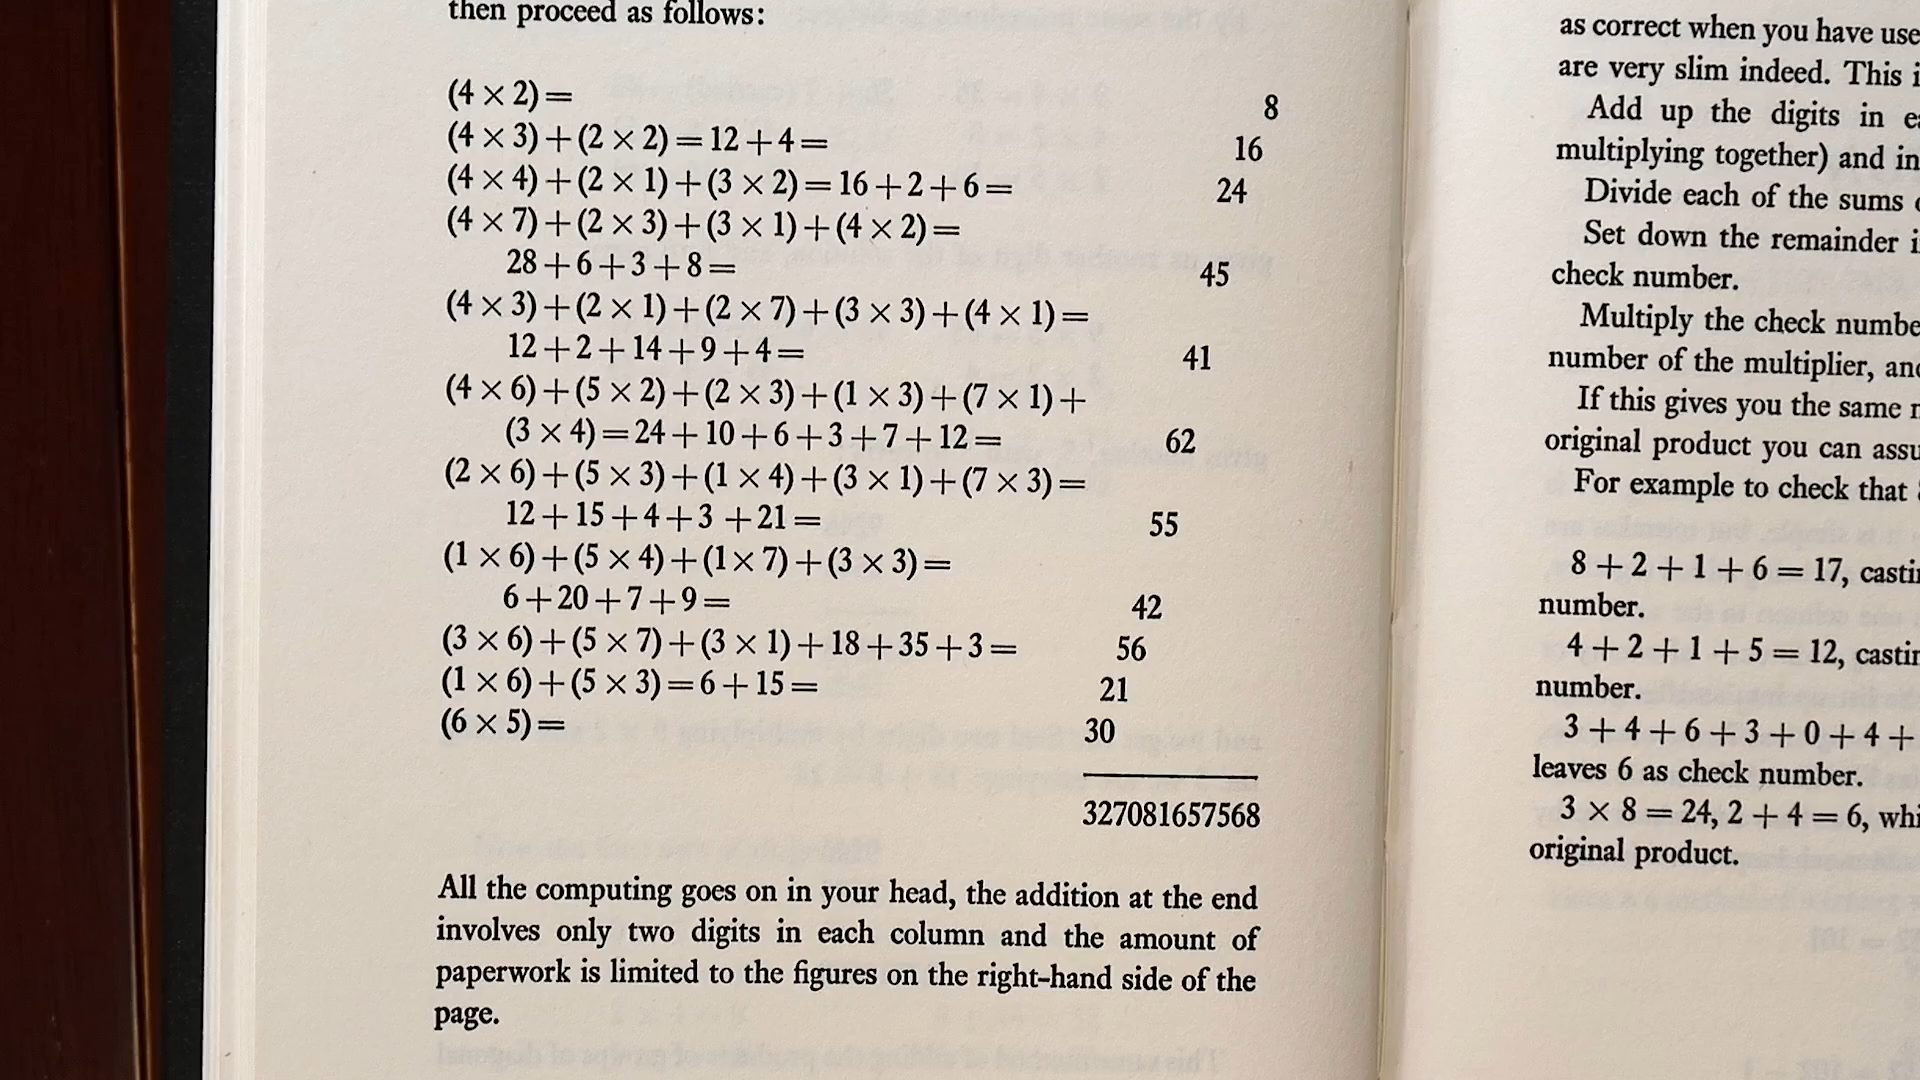 then proceed as follows:
(4 × 2)= 8
(4 × 3)+(2 × 2)=12+4= 16
(4 × 4)+(2 × 1)+(3 × 2)=16+2+6= 24
(4 × 7)+(2 × 3)+(3 × 1)+(4 × 2)=
28+6+3+8= 45
(4 × 3)+(2 × 1)+(2 × 7)+(3 × 3)+(4 × 1)=
12+2+14+9+4= 41
(4 × 6)+(5 × 2)+(2 × 3)+(1 × 3)+(7 × 1)+
(3 × 4)=24+10+6+3+7+12= 62
(2 × 6)+(5 × 3)+(1 × 4)+(3 × 1)+(7 × 3)=
12+15+4+3 +21= 55
(1 × 6)+(5 × 4)+(1 × 7)+(3 × 3)=
6+20+7+9= 42
(3 × 6)+(5 × 7)+(3 × 1)+18+35+3= 56
(1 × 6)+(5 × 3)=6+15= 21
(6 × 5)= 30
327081657568
All the computing goes on in your head, the addition at the end
involves only two digits in each column and the amount of
paperwork is limited to the figures on the right-hand side of the
page.
as correct when you have use
are very slim indeed. This i
Add up the digits in
multiplying together) and in
Divide each of the sums
Set down the remainder i
check number.
Multiply the check numbe
number of the multiplier, and
If this gives you the same
original product you can assu
For example to check that
8 + 2 + 1 + 6 = 17, castin
number.
4 + 2 + 1 + 5 = 12, castin
number.
3 + 4 + 6 + 3 + 0 + 4 +
leaves 6 as check number.
3 × 8 = 24, 2 + 4 = 6, whi
original product.